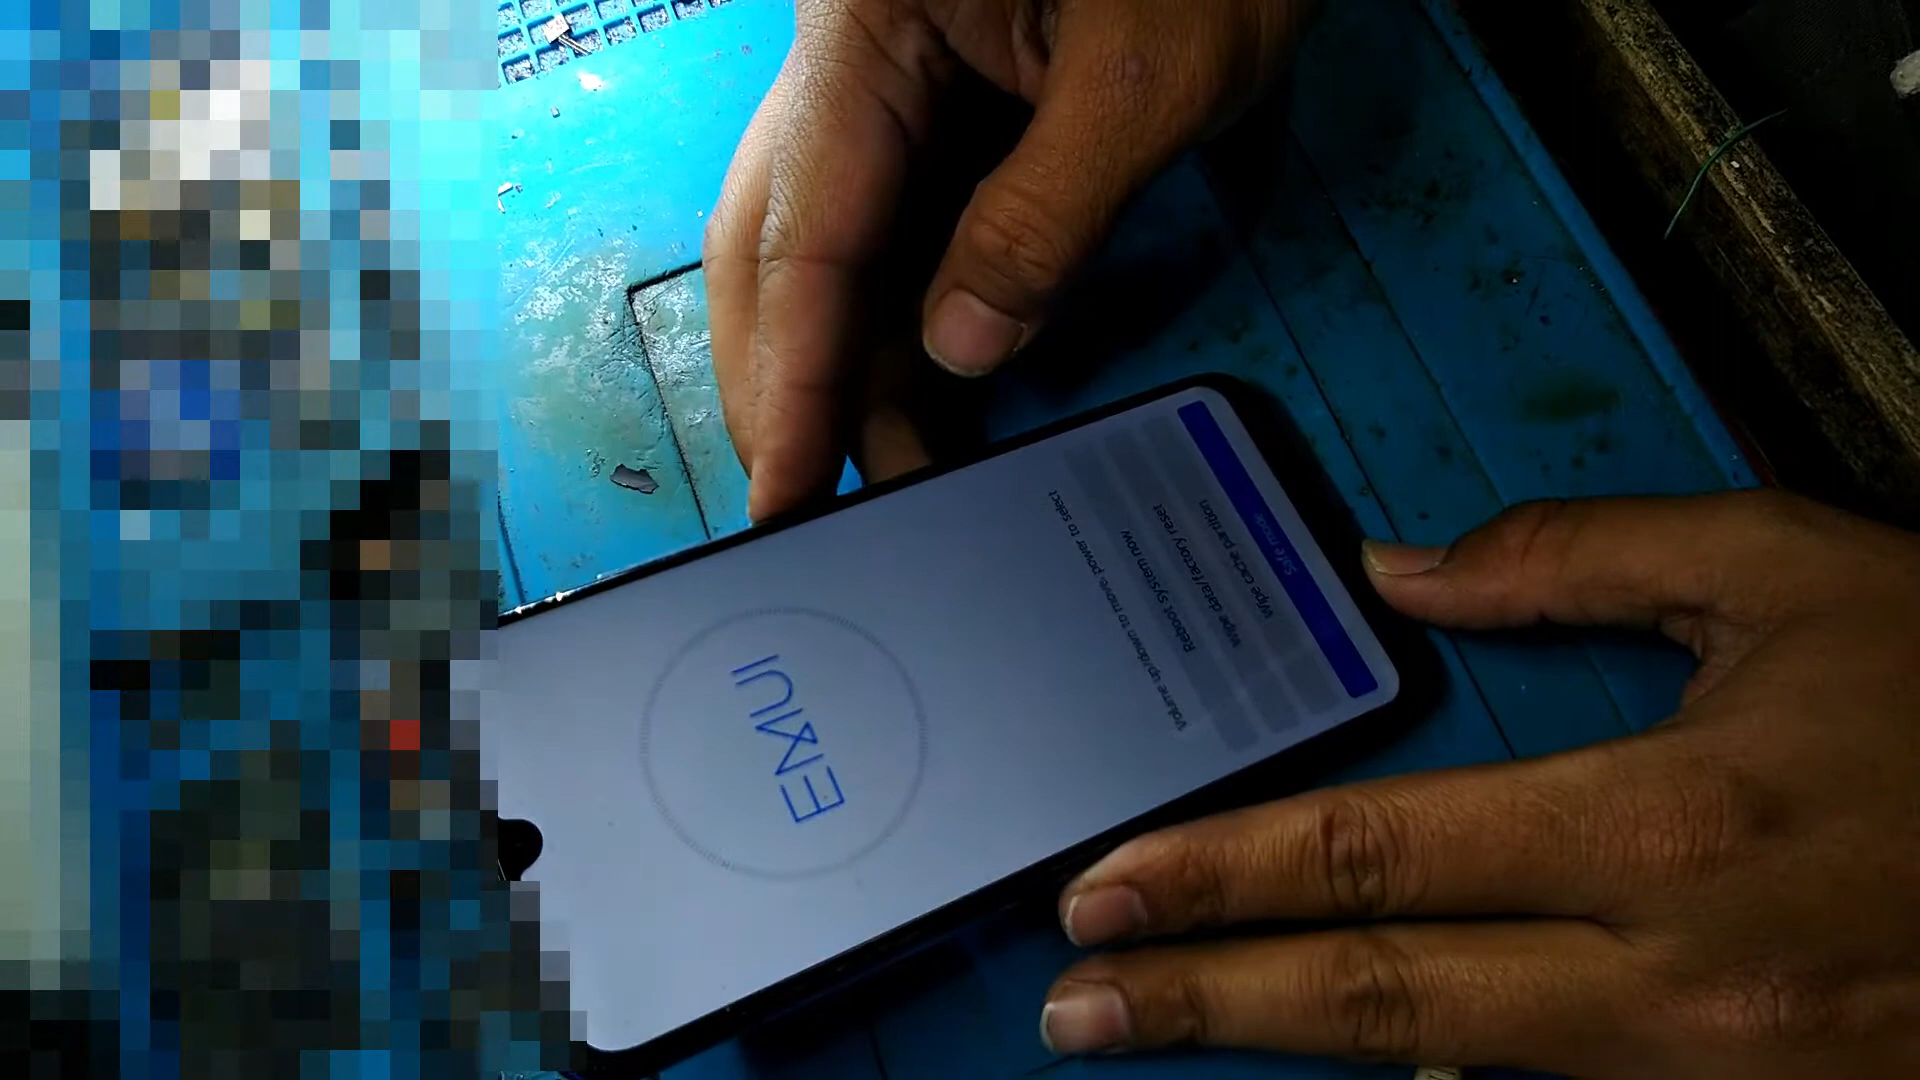 EMUI
Volume up/down to move, power to select
Reboot system now
Wipe data/factory reset
Wipe cache partition
Safe mode